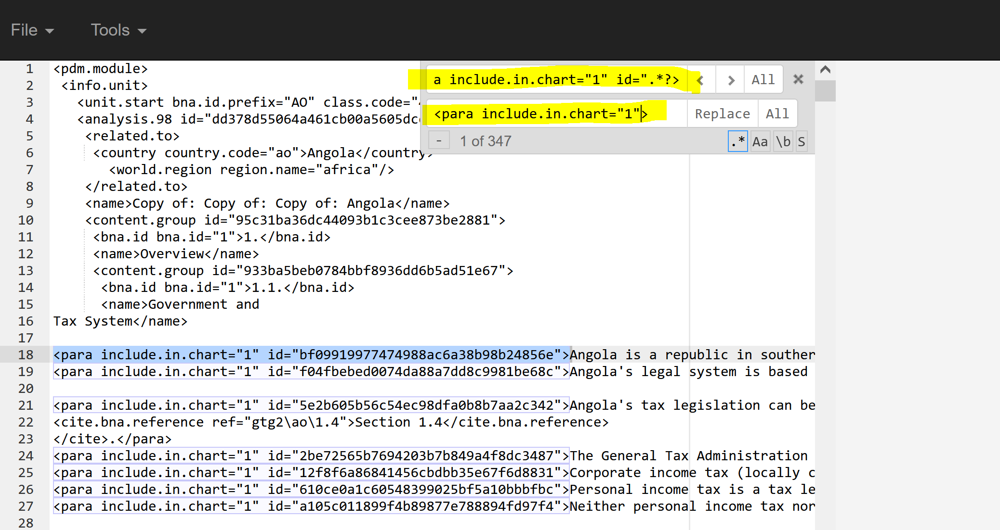 File Tools
a include.in.chart="1" id=".*?> All
<para include.in.chart="1"> Replace All
- 1 of 347 .* Aa \b S
1 <pdm.module>
2 <info.unit>
3 <unit.start bna.id.prefix="AO" class.code="
4 <analysis.98 id="dd378d55064a461cb00a5605dc
5 <related.to>
6 <country country.code="ao">Angola</country>
7 <world.region region.name="africa"/>
8 </related.to>
9 <name>Copy of: Copy of: Copy of: Angola</name>
10 <content.group id="95c31ba36dc44093b1c3cee873be2881">
11 <bna.id bna.id="1">1.</bna.id>
12 <name>Overview</name>
13 <content.group id="933ba5beb0784bbf8936dd6b5ad51e67">
14 <bna.id bna.id="1">1.1.</bna.id>
15 <name>Government and
16 Tax System</name>
17
18 <para include.in.chart="1" id="bf09919977474988ac6a38b98b24856e">Angola is a republic in souther
19 <para include.in.chart="1" id="f04fbebed0074da88a7dd8c9981be68c">Angola's legal system is based
20
21 <para include.in.chart="1" id="5e2b605b56c54ec98dfa0b8b7aa2c342">Angola's tax legislation can be
22 <cite.bna.reference ref="gtg2\ao\1.4">Section 1.4</cite.bna.reference>
23 </cite>.</para>
24 <para include.in.chart="1" id="2be72565b7694203b7b849a4f8dc3487">The General Tax Administration
25 <para include.in.chart="1" id="12f8f6a86841456cbdbb35e67f6d8831">Corporate income tax (locally c
26 <para include.in.chart="1" id="610ce0a1c60548399025bf5a10bbbfbc">Personal income tax is a tax le
27 <para include.in.chart="1" id="a105c011899f4b89877e788894fd97f4">Neither personal income tax nor
28